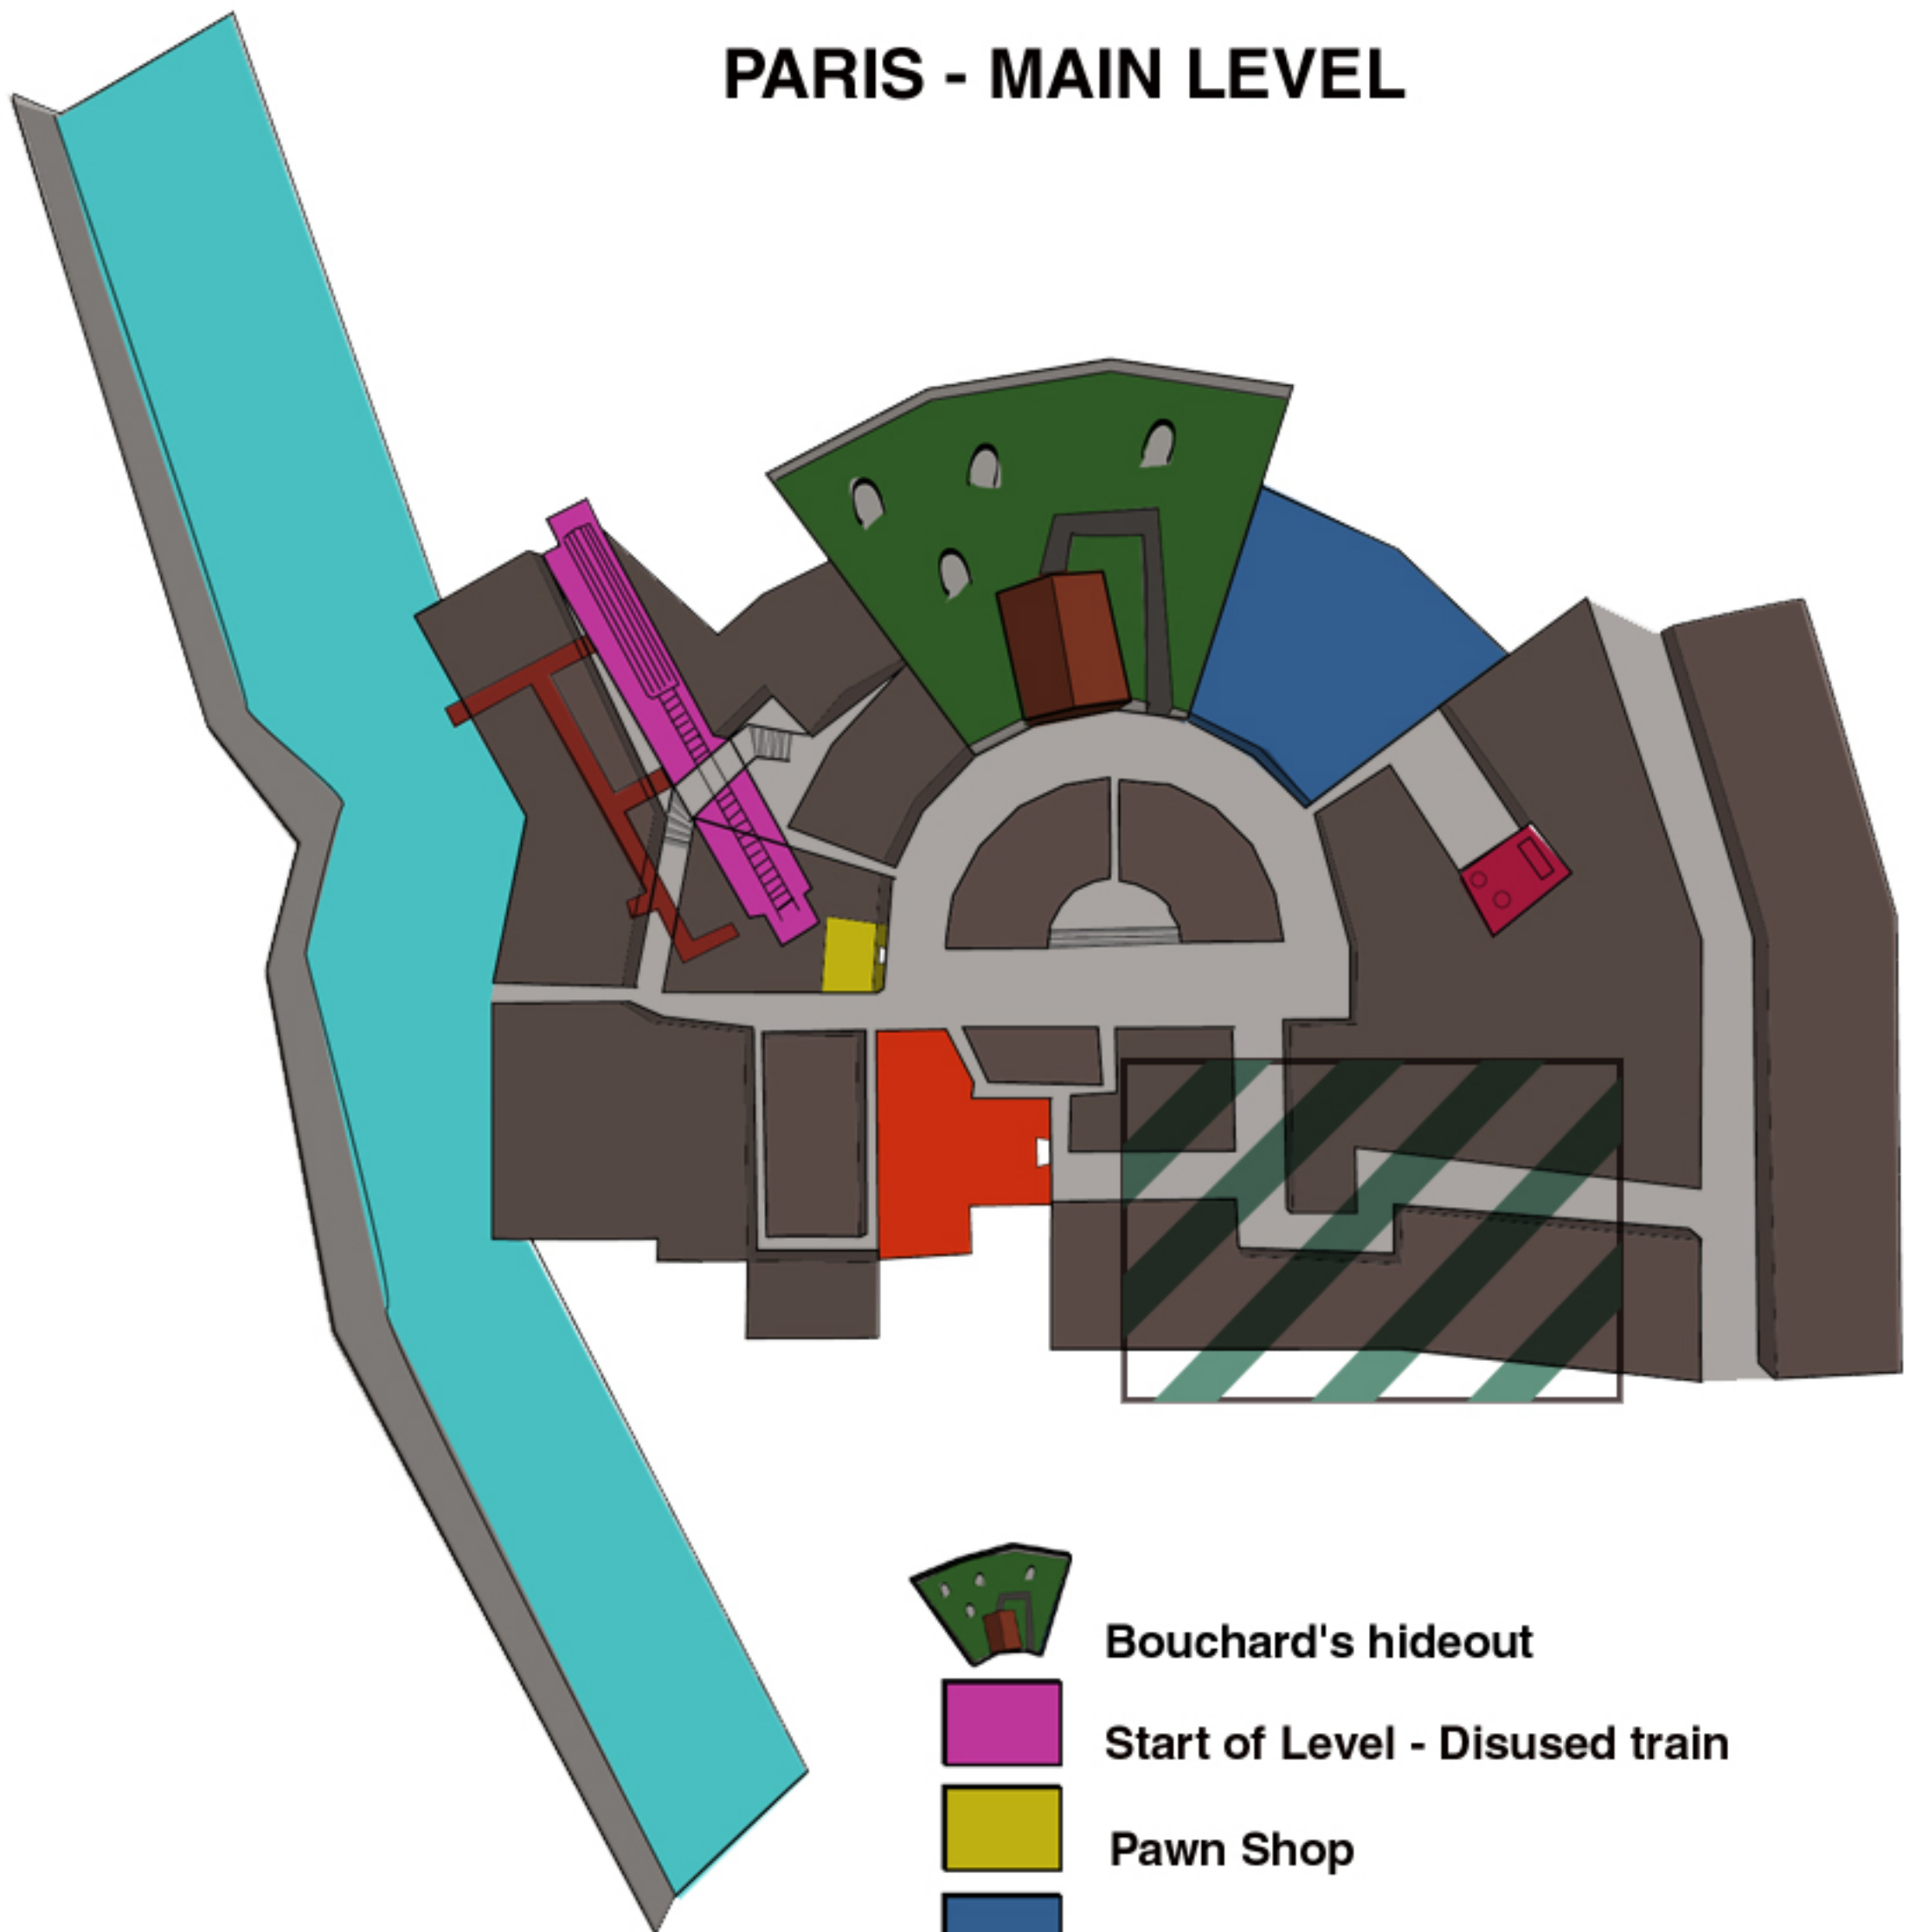 PARIS - MAIN LEVEL
Bouchard's hideout
Start of Level - Disused train
Pawn Shop